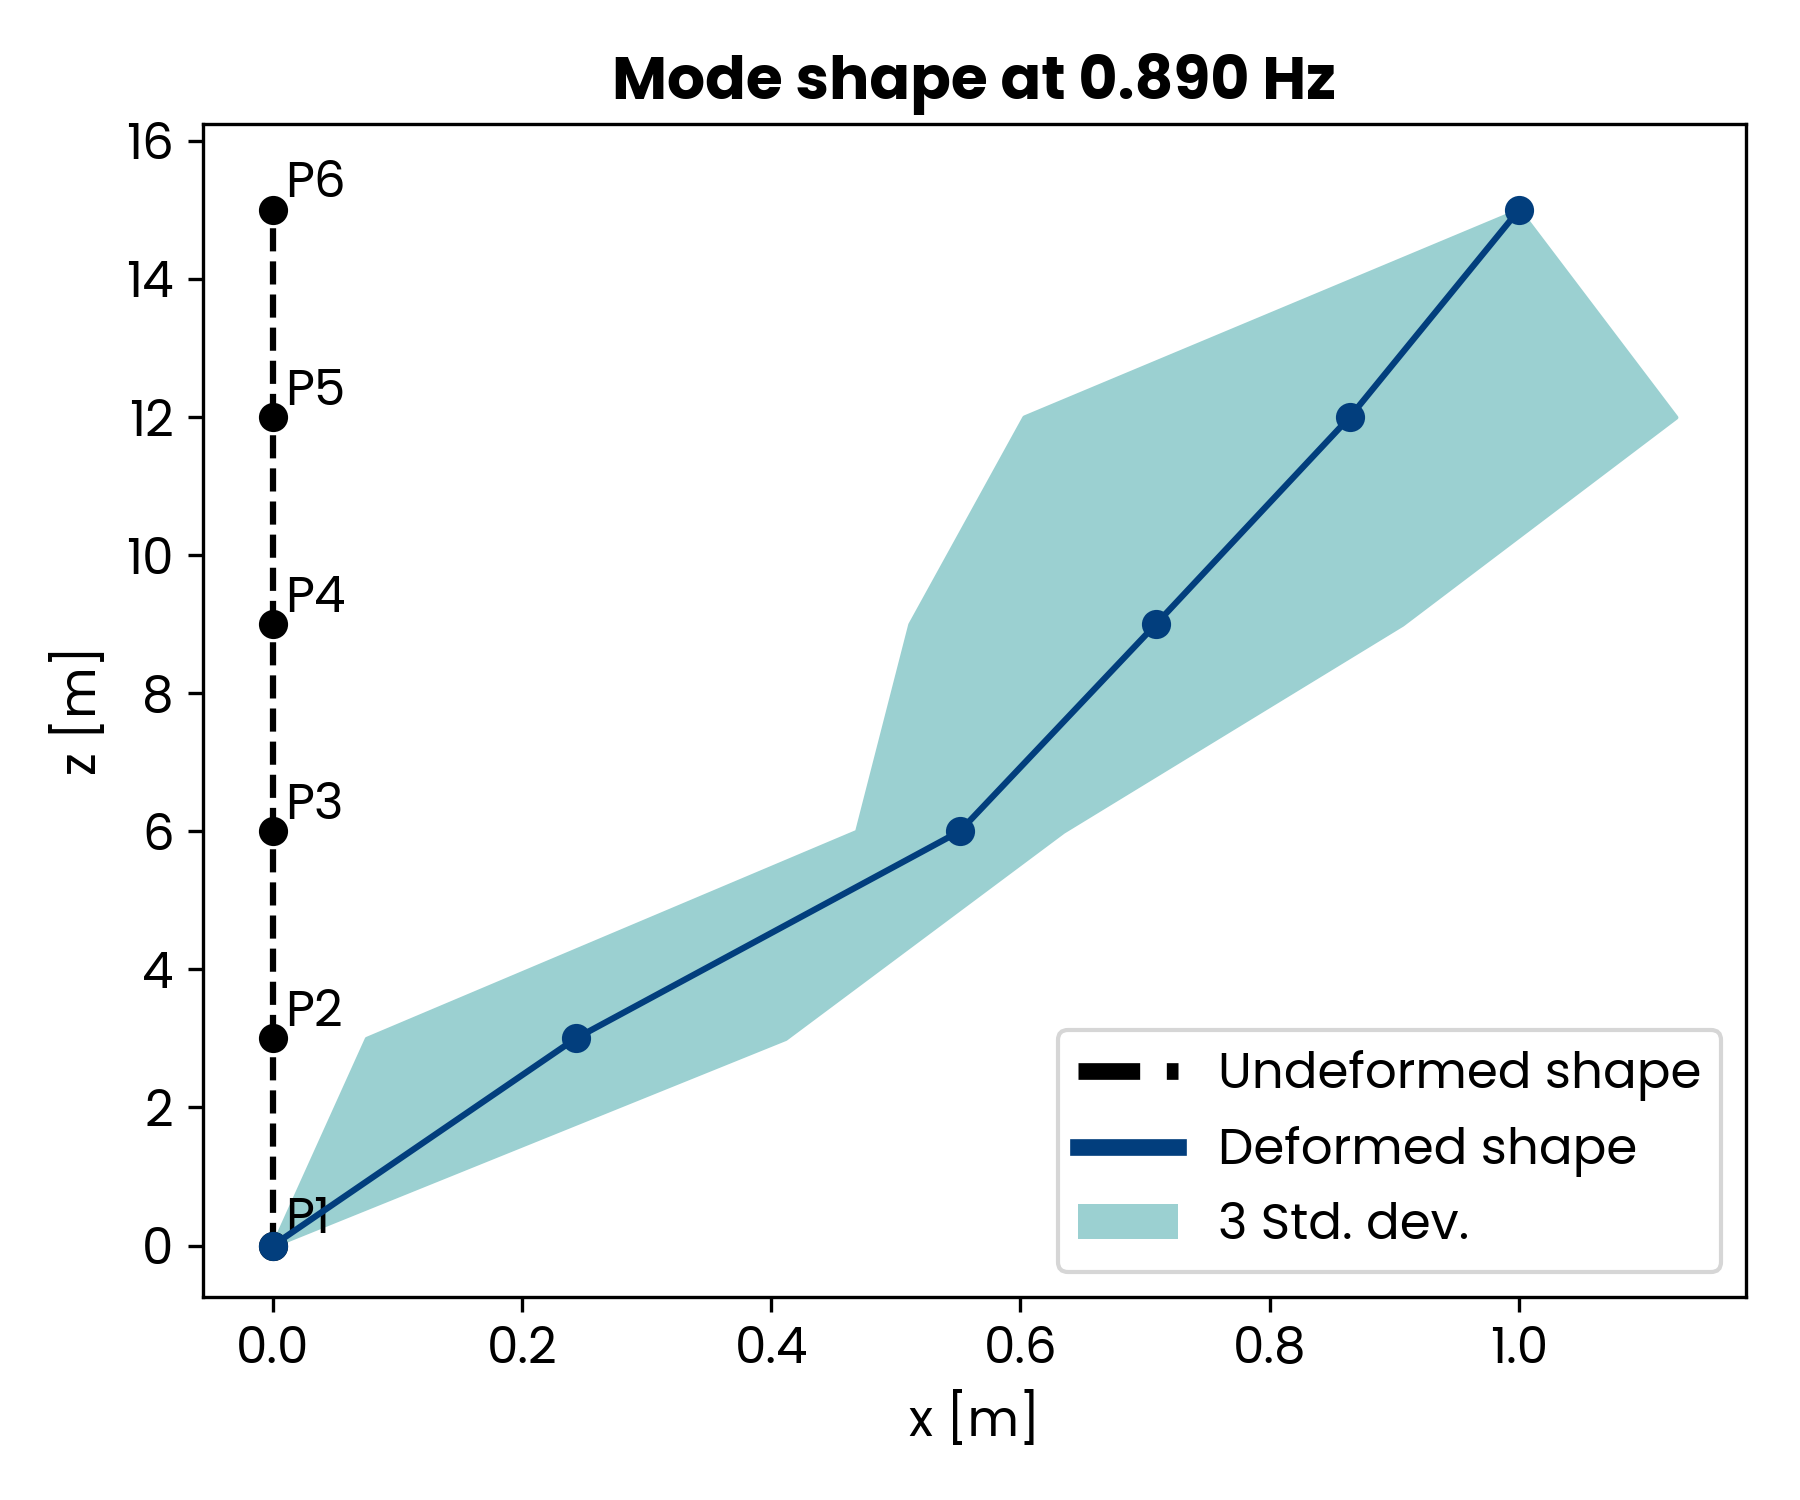 Mode shape at 0.890 Hz
16
14
12
10
8
6
4
2
0
z [m]
P6
P5
P4
P3
P2
P1
Undeformed shape
Deformed shape
3 Std. dev.
0.0 0.2 0.4 0.6 0.8 1.0
x [m]